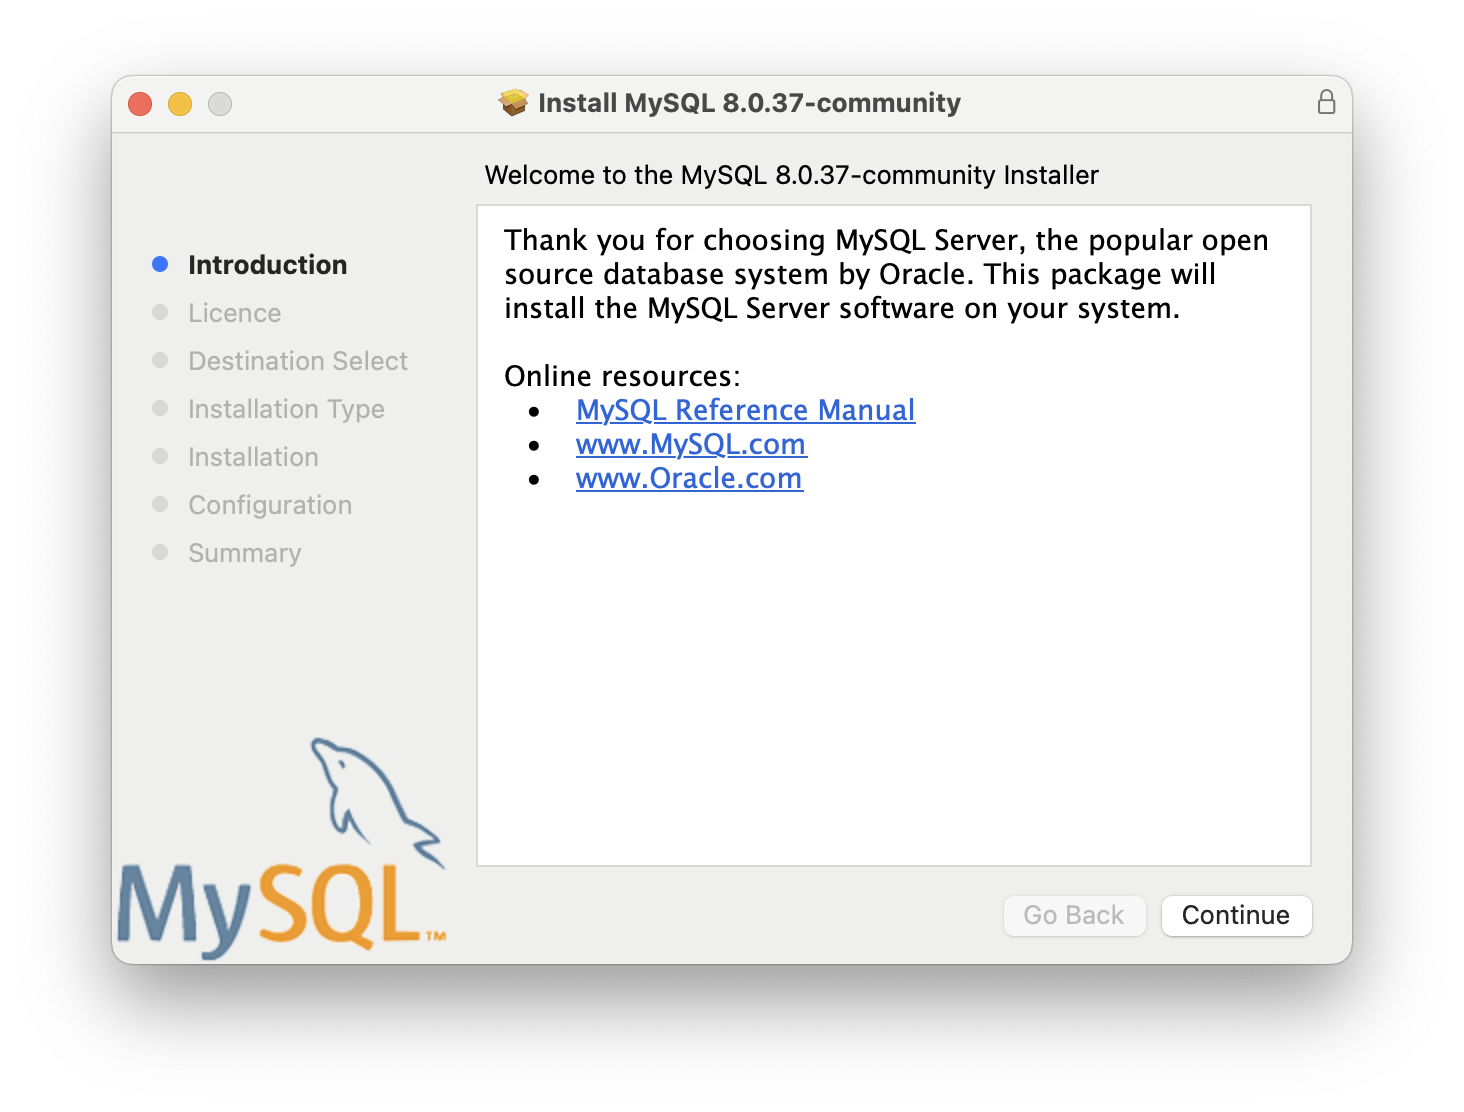 Install MySQL 8.0.37-community
Welcome to the MySQL 8.0.37-community Installer
Introduction
Licence
Destination Select
Installation Type
Installation
Configuration
Summary
Thank you for choosing MySQL Server, the popular open
source database system by Oracle. This package will
install the MySQL Server software on your system.
Online resources:
• MySQL Reference Manual
• www.MySQL.com
• www.Oracle.com
MySQL™
Go Back
Continue